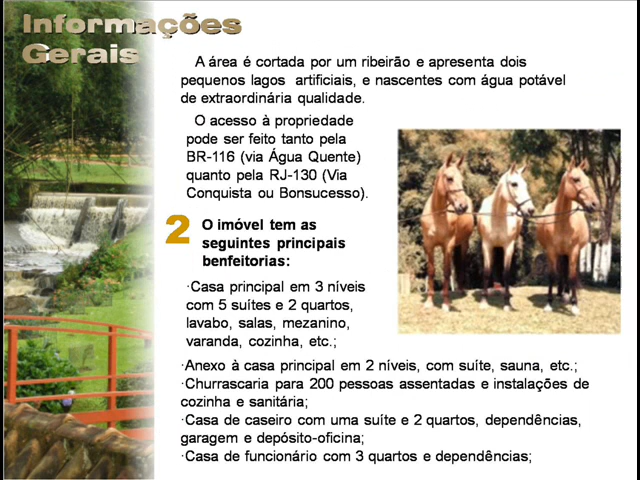 Informações
Gerais
A área é cortada por um ribeirão e apresenta dois
pequenos lagos artificiais, e nascentes com água potável
de extraordinária qualidade.
O acesso à propriedade
pode ser feito tanto pela
BR-116 (via Água Quente)
quanto pela RJ-130 (Via
Conquista ou Bonsucesso).
2 O imóvel tem as
seguintes principais
benfeitorias:
·Casa principal em 3 níveis
com 5 suítes e 2 quartos,
lavabo, salas, mezanino,
varanda, cozinha, etc.;
·Anexo à casa principal em 2 níveis, com suíte, sauna, etc.;
·Churrascaria para 200 pessoas assentadas e instalações de
cozinha e sanitária;
·Casa de caseiro com uma suíte e 2 quartos, dependências,
garagem e depósito-oficina;
·Casa de funcionário com 3 quartos e dependências;